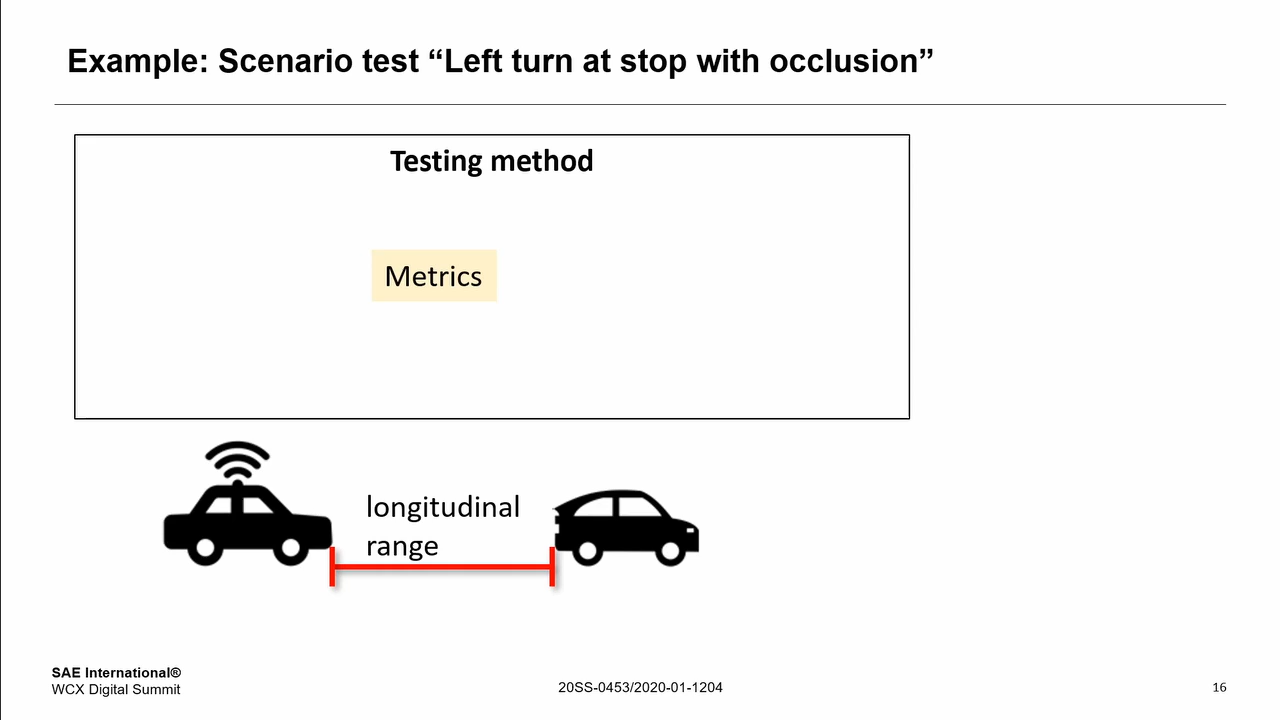 Example: Scenario test “Left turn at stop with occlusion”
Testing method
Metrics
longitudinal
range
SAE International®
WCX Digital Summit
20SS-0453/2020-01-1204
16